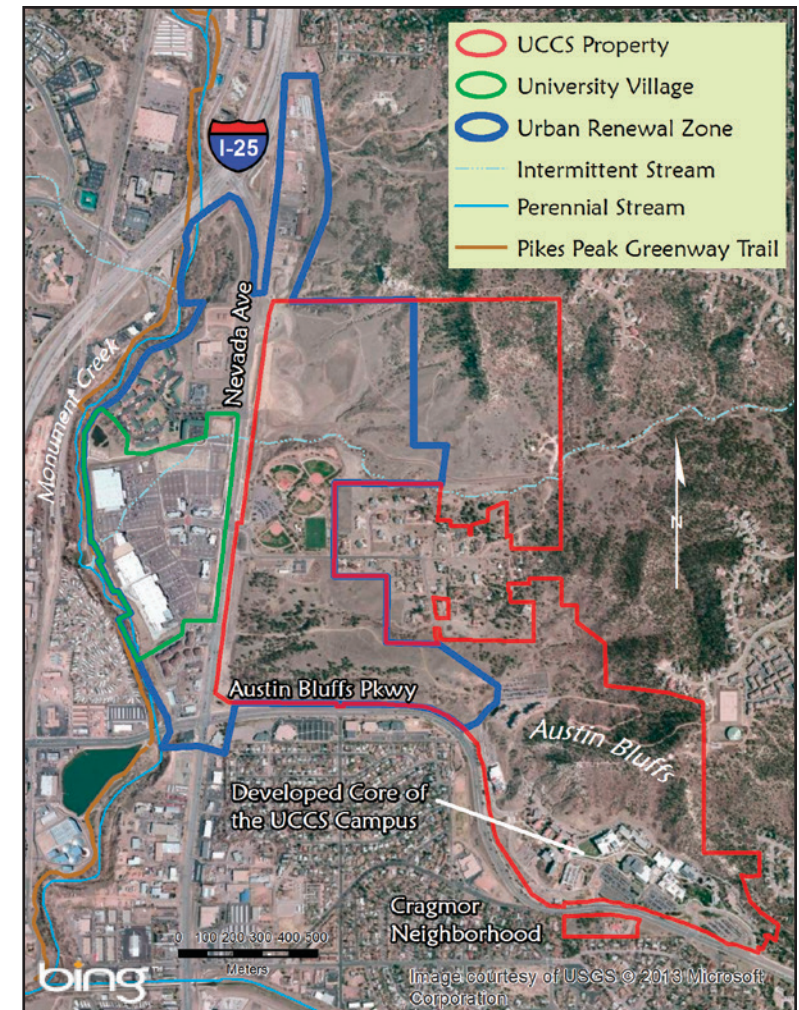 UCCS Property
University Village
Urban Renewal Zone
Intermittent Stream
Perennial Stream
Pikes Peak Greenway Trail
I-25
Nevada Ave
Monument Creek
N
Austin Bluffs Pkwy
Austin Bluffs
Developed Core of
the UCCS Campus
Cragmor
Neighborhood
0 100 200 300 400 500
Meters
bing™
Image courtesy of USGS © 2013 Microsoft
Corporation